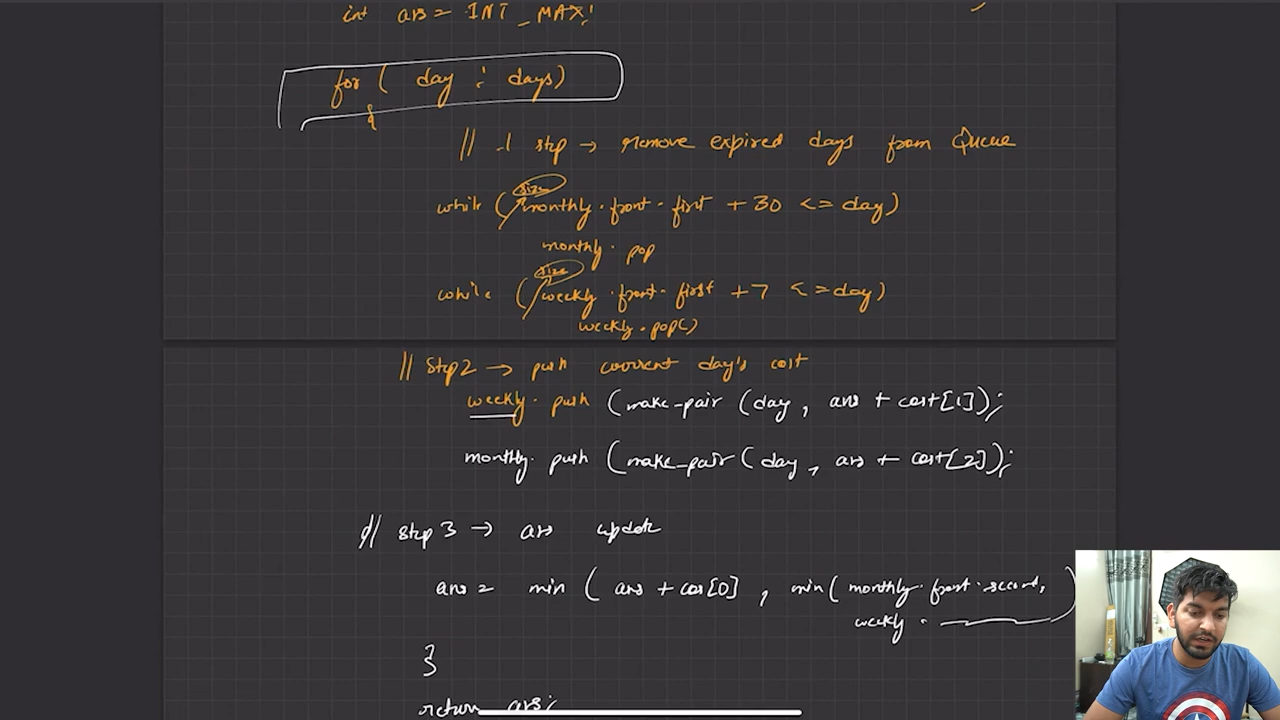 int ans = INT_MAX;
for ( day : days)
{
// 1 step → remove expired days from Queue
size
while ( monthly.front.first + 30 <= day)
monthly.pop
size
while ( weekly.front.first + 7 <= day)
weekly.pop()
// Step2 → push current day's cost
weekly.push (make_pair (day, ans + cost[1]);
monthly.push (make_pair (day, ans + cost[2]);
// step 3 → ans update
ans = min ( ans + cos[0] , min( monthly.front.second,
weekly. )
}
return ans;